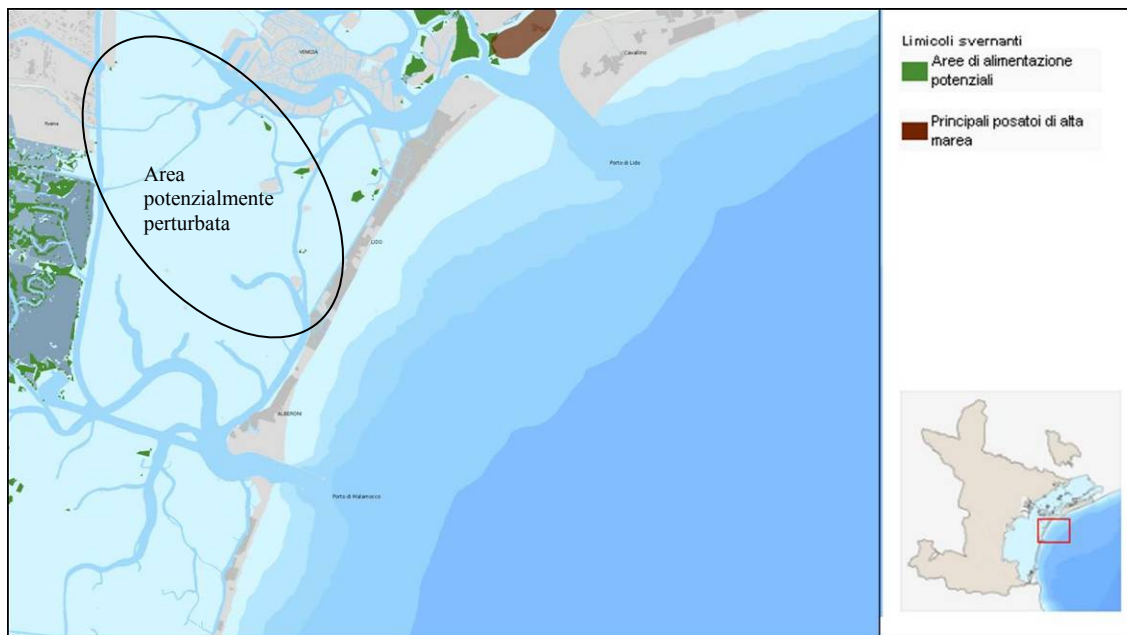 VENEZIA
Cavallino
Limicoli svernanti
Aree di alimentazione
potenziali
Principali posatoi di alta
marea
Porto di Lido
Area
potenzialmente
perturbata
LIDO
ALBERONI
Porto di Malamocco